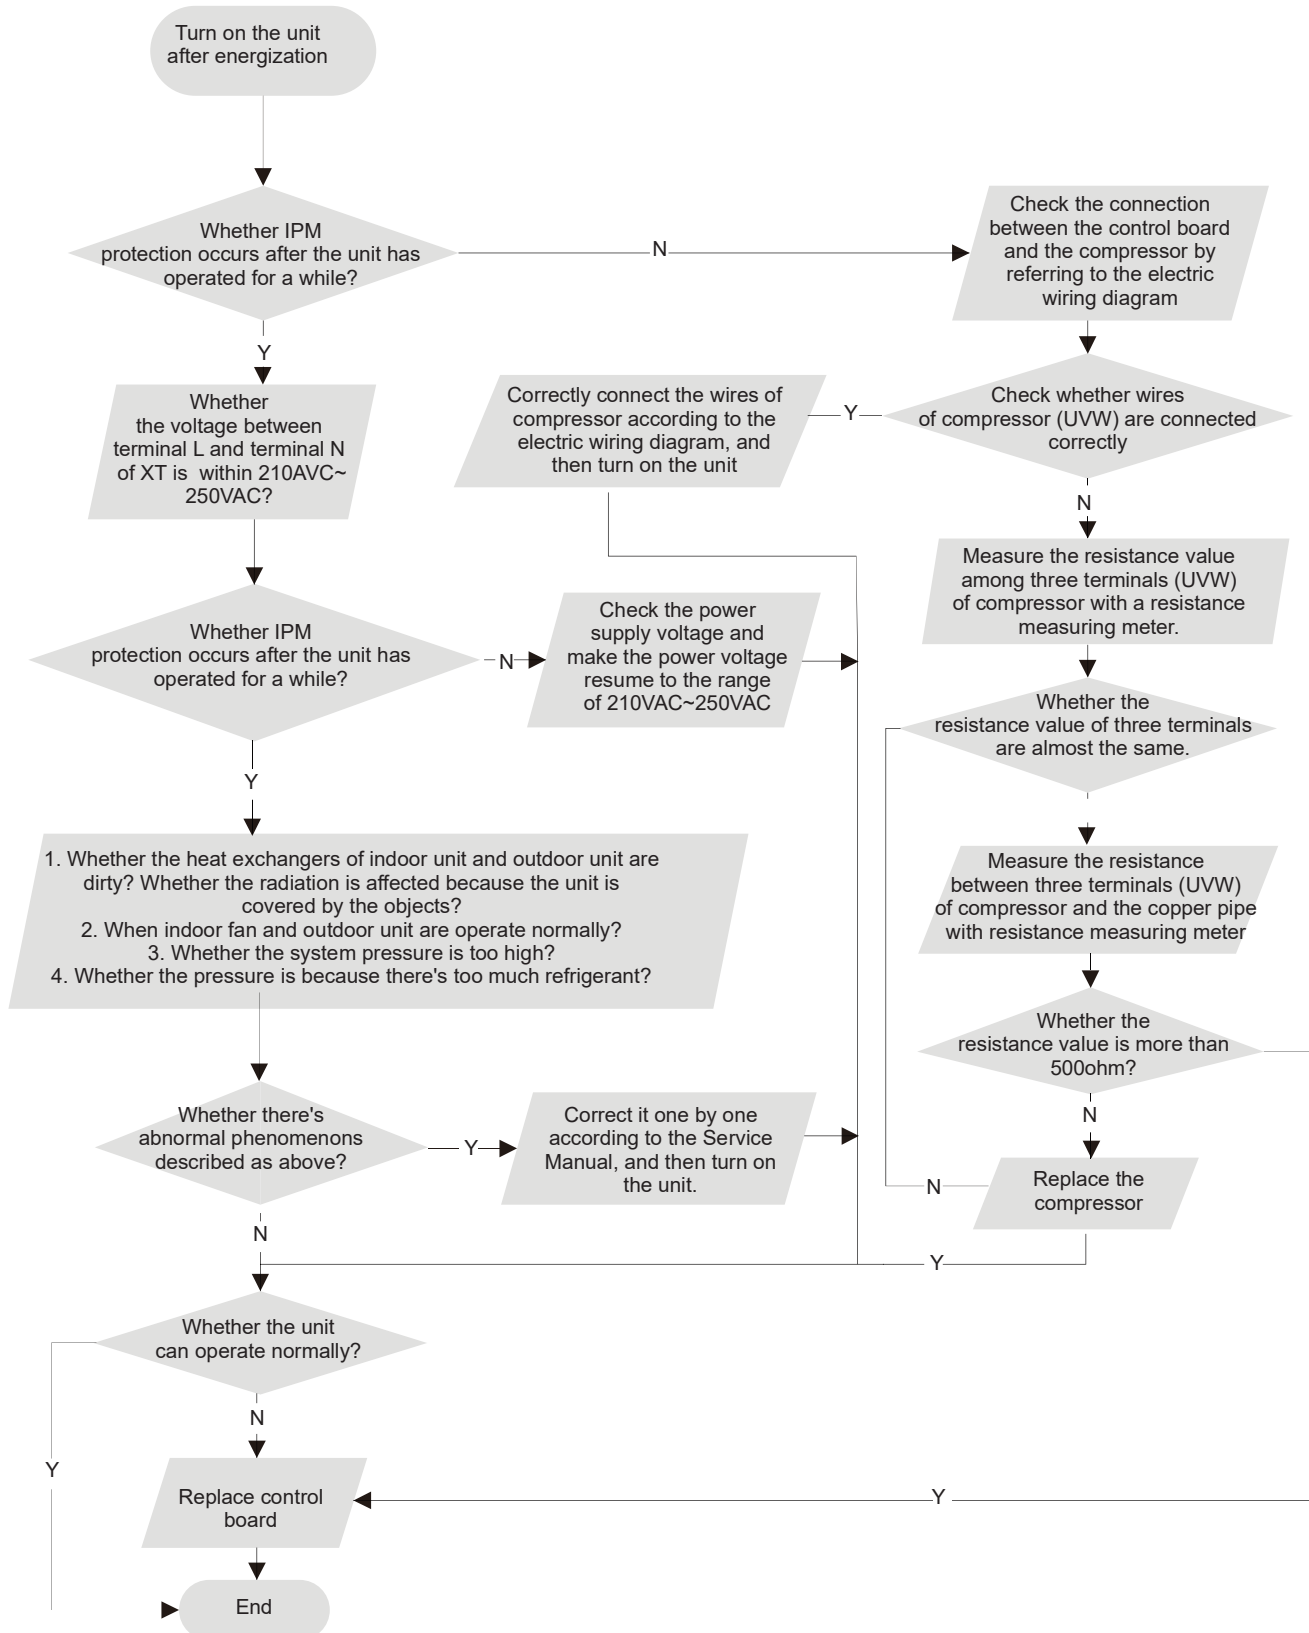 Turn on the unit
after energization
Whether IPM
protection occurs after the unit has
operated for a while?
N
Check the connection
between the control board
and the compressor by
referring to the electric
wiring diagram
Y
Whether
the voltage between
terminal L and terminal N
of XT is within 210AVC~
250VAC?
Correctly connect the wires of
compressor according to the
electric wiring diagram, and
then turn on the unit
Y
Check whether wires
of compressor (UVW) are connected
correctly
N
Measure the resistance value
among three terminals (UVW)
of compressor with a resistance
measuring meter.
Whether IPM
protection occurs after the unit has
operated for a while?
N
Check the power
supply voltage and
make the power voltage
resume to the range
of 210VAC~250VAC
Whether the
resistance value of three terminals
are almost the same.
Y
1. Whether the heat exchangers of indoor unit and outdoor unit are
dirty? Whether the radiation is affected because the unit is
covered by the objects?
2. When indoor fan and outdoor unit are operate normally?
3. Whether the system pressure is too high?
4. Whether the pressure is because there's too much refrigerant?
Measure the resistance
between three terminals (UVW)
of compressor and the copper pipe
with resistance measuring meter
Whether the
resistance value is more than
500ohm?
N
Whether there's
abnormal phenomenons
described as above?
Y
Correct it one by one
according to the Service
Manual, and then turn on
the unit.
N
Replace the
compressor
N
Y
Whether the unit
can operate normally?
N
Y
Replace control
board
Y
End